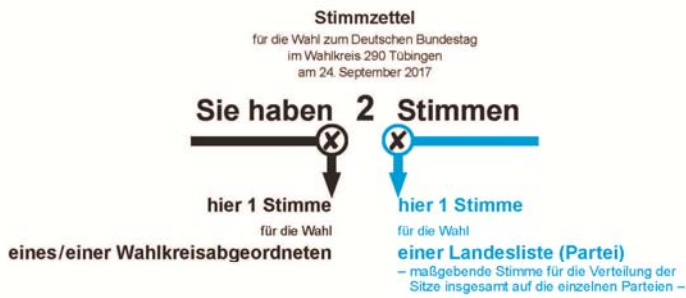 Stimmzettel
für die Wahl zum Deutschen Bundestag
im Wahlkreis 290 Tübingen
am 24. September 2017
Sie haben 2 Stimmen
hier 1 Stimme
für die Wahl
eines/einer Wahlkreisabgeordneten
hier 1 Stimme
für die Wahl
einer Landesliste (Partei)
– maßgebende Stimme für die Verteilung der
Sitze insgesamt auf die einzelnen Parteien –